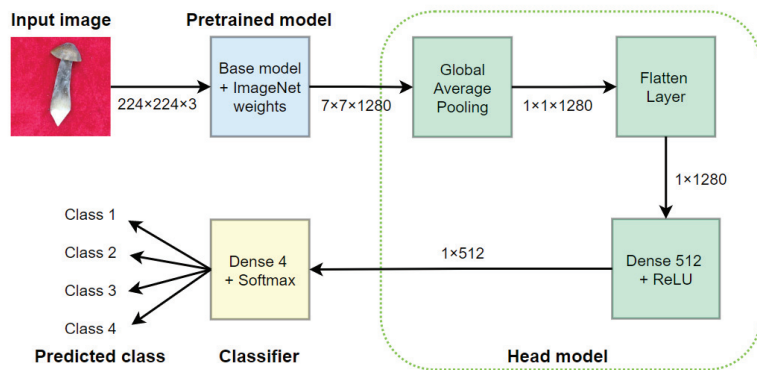 Input image
Pretrained model
224×224×3
Base model
+ ImageNet
weights
7×7×1280
Global
Average
Pooling
1×1×1280
Flatten
Layer
1×1280
Dense 512
+ ReLU
1×512
Dense 4
+ Softmax
Class 1
Class 2
Class 3
Class 4
Predicted class
Classifier
Head model